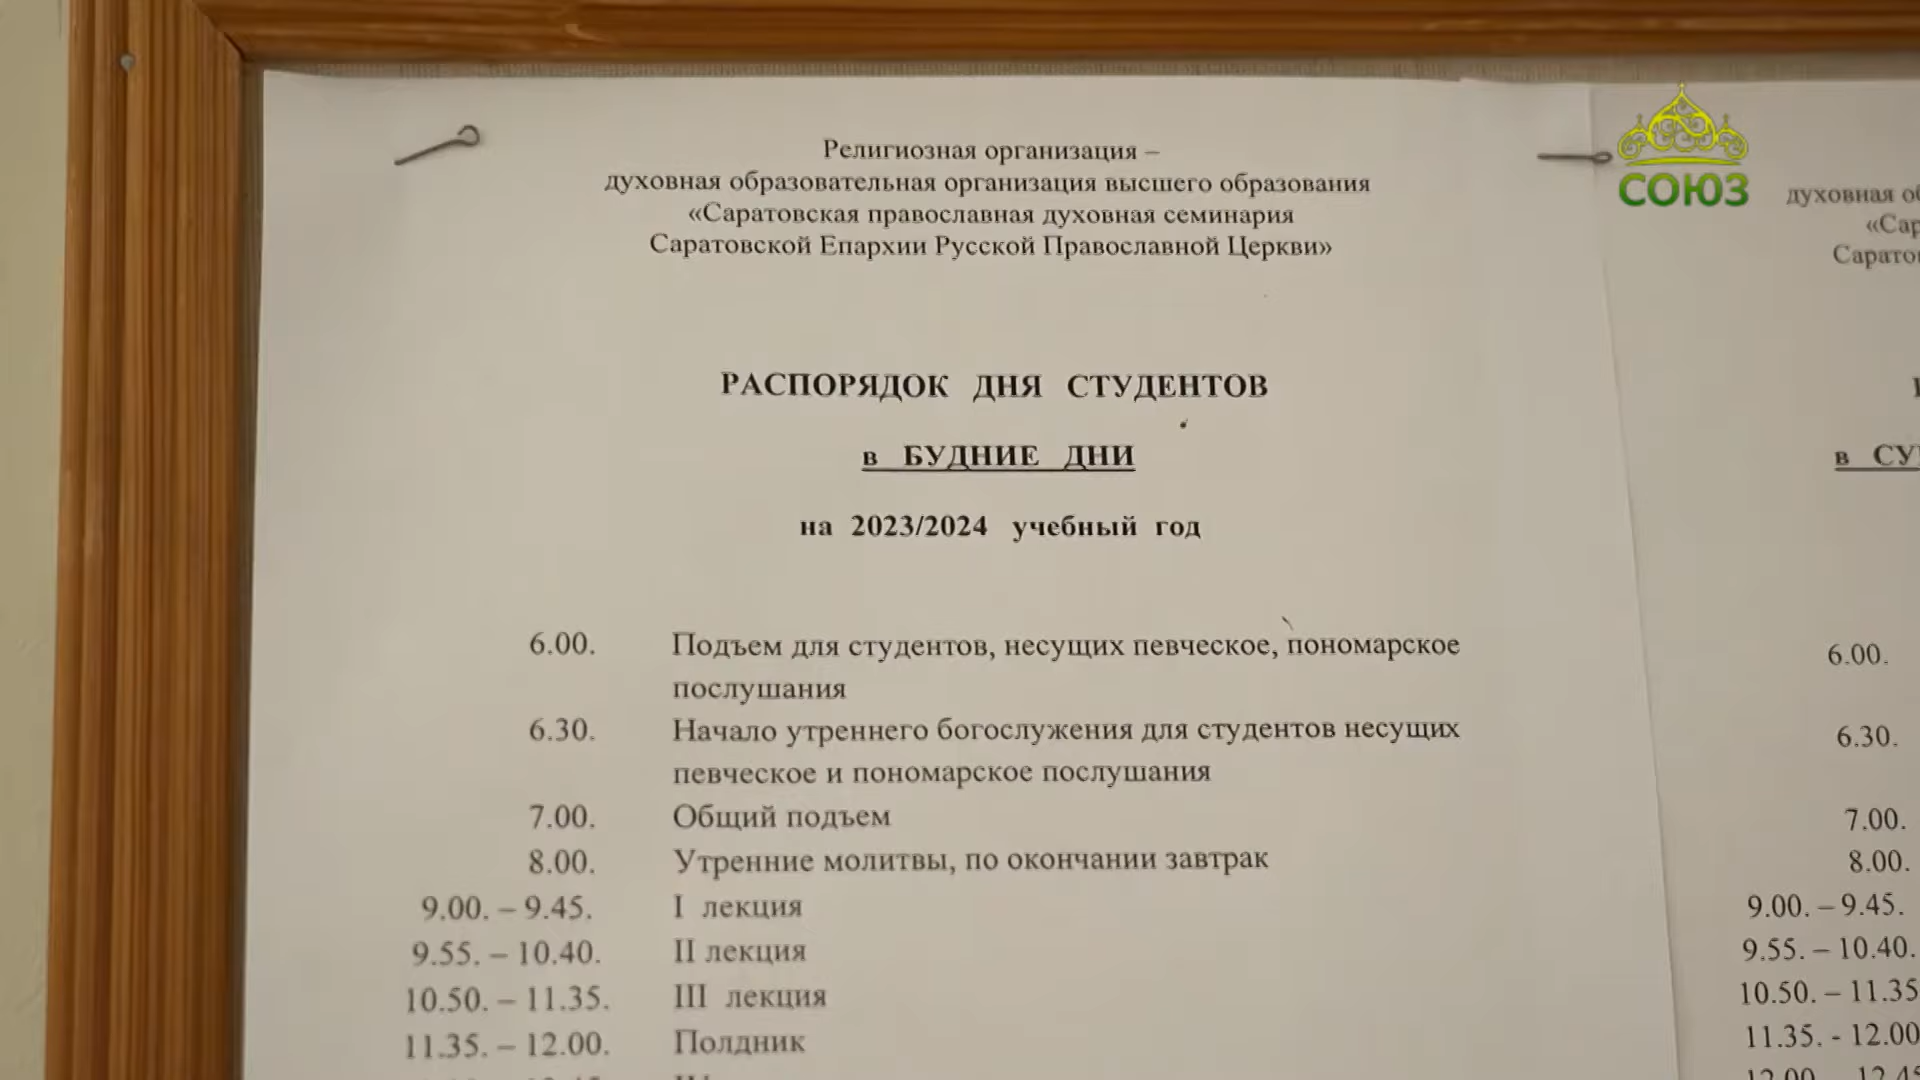 Религиозная организация –
духовная образовательная организация высшего образования
«Саратовская православная духовная семинария
Саратовской Епархии Русской Православной Церкви»
РАСПОРЯДОК ДНЯ СТУДЕНТОВ
в БУДНИЕ ДНИ
на 2023/2024 учебный год
6.00. Подъем для студентов, несущих певческое, пономарское
послушания
6.30. Начало утреннего богослужения для студентов несущих
певческое и пономарское послушания
7.00. Общий подъем
8.00. Утренние молитвы, по окончании завтрак
9.00. – 9.45. I лекция
9.55. – 10.40. II лекция
10.50. – 11.35. III лекция
11.35. – 12.00. Полдник
СОЮЗ
духовная
в
6.00.
6.30.
7.00.
8.00.
9.00. – 9.45.
9.55. – 10.40.
10.50. – 11.35
11.35. - 12.00